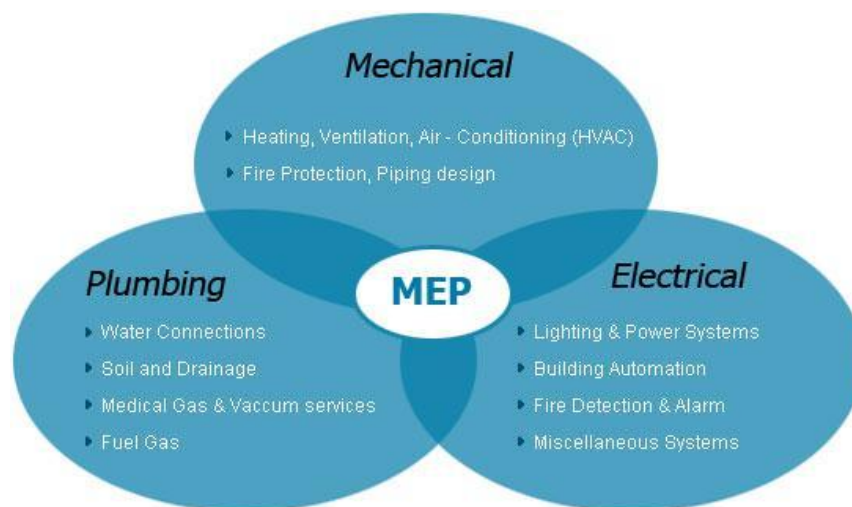 Mechanical
Heating, Ventilation, Air - Conditioning (HVAC)
Fire Protection, Piping design
MEP
Plumbing
Water Connections
Soil and Drainage
Medical Gas & Vaccum services
Fuel Gas
Electrical
Lighting & Power Systems
Building Automation
Fire Detection & Alarm
Miscellaneous Systems